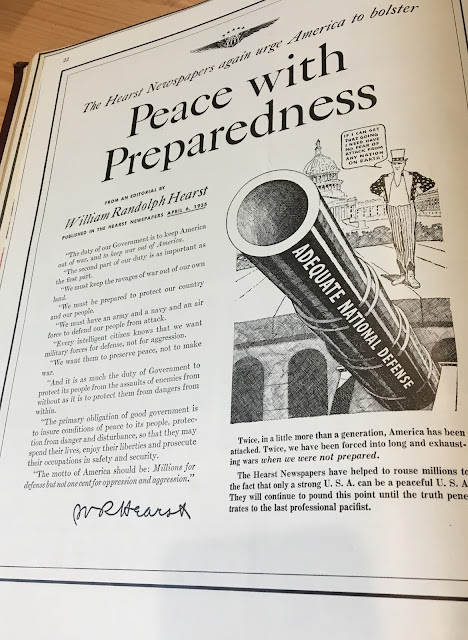 22
The Hearst Newspapers again urge America to bolster
Peace with
Preparedness
FROM AN EDITORIAL BY
William Randolph Hearst
PUBLISHED IN THE HEARST NEWSPAPERS APRIL 6, 1935
"The duty of our Government is to keep America
out of war, and to keep war out of America.
"The second part of our duty is as important as
the first part.
"We must keep the ravages of war out of our own
land.
"We must be prepared to protect our country
and our people.
"We must have an army and a navy and an air
force to defend our people from attack.
"Every intelligent citizen knows that we want
military forces for defense, not for aggression.
"We want them to preserve peace, not to make
war.
"And it is as much the duty of Government to
protect its people from the assaults of enemies from
without as it is to protect them from dangers from
within.
"The primary obligation of good government is
to insure conditions of peace to its people, protec-
tion from danger and disturbance, so that they may
spend their lives, enjoy their liberties and prosecute
their occupations in safety and security.
"The motto of America should be: Millions for
defense but not one cent for oppression and aggression."
W R Hearst
IF I CAN GET
THAT GOING
I NEED HAVE
NO FEAR OF
ATTACK FROM
ANY NATION
ON EARTH!
ADEQUATE NATIONAL DEFENSE
Twice, in a little more than a generation, America has been
attacked. Twice, we have been forced into long and exhaust-
ing wars when we were not prepared.
The Hearst Newspapers have helped to rouse millions to
the fact that only a strong U. S. A. can be a peaceful U. S. A.
They will continue to pound this point until the truth pene-
trates to the last professional pacifist.